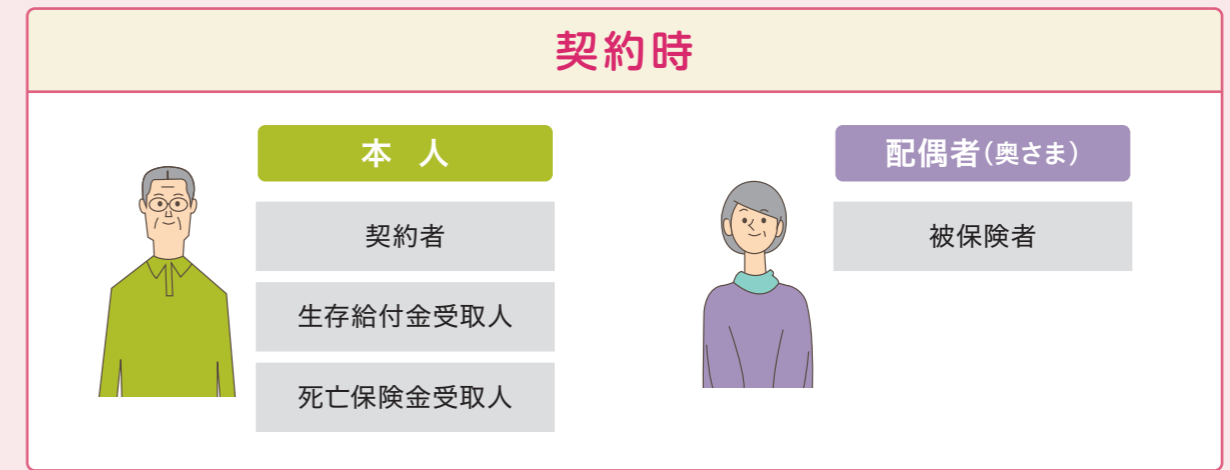 契約時
本 人
契約者
生存給付金受取人
死亡保険金受取人
配偶者(奥さま)
被保険者